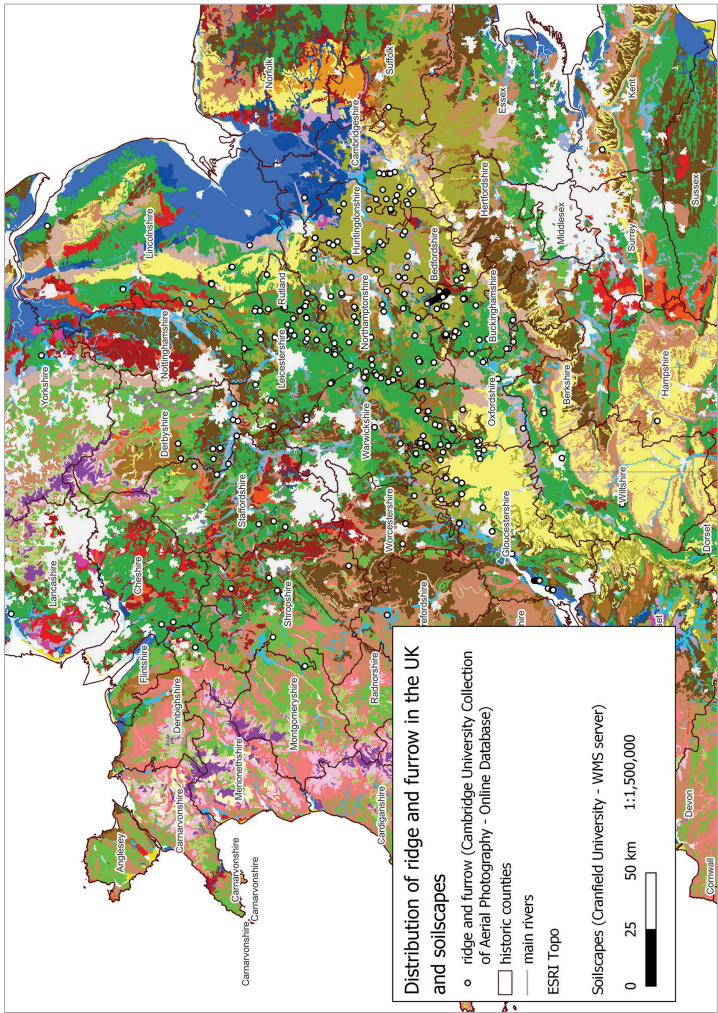 Lancashire
Yorkshire
Flintshire
Cheshire
Derbyshire
Nottinghamshire
Lincolnshire
Anglesey
Denbighshire
Carnarvonshire
Merionethshire
Staffordshire
Leicestershire
Rutland
Norfolk
Carnarvonshire
Carnarvonshire
Carnarvonshire
Montgomeryshire
Shropshire
Cambridgeshire
Huntingdonshire
Northamptonshire
Warwickshire
Suffolk
Cardiganshire
Radnorshire
Worcestershire
Bedfordshire
refordshire
Hertfordshire
Essex
Buckinghamshire
Oxfordshire
Gloucestershire
shire
Middlesex
Berkshire
Kent
Surrey
Wiltshire
Hampshire
Sussex
set
Dorset
Devon
Cornwall
Distribution of ridge and furrow in the UK
and soilscapes
ridge and furrow (Cambridge University Collection
of Aerial Photography - Online Database)
historic counties
main rivers
ESRI Topo
Soilscapes (Cranfield University - WMS server)
0 25 50 km 1:1,500,000